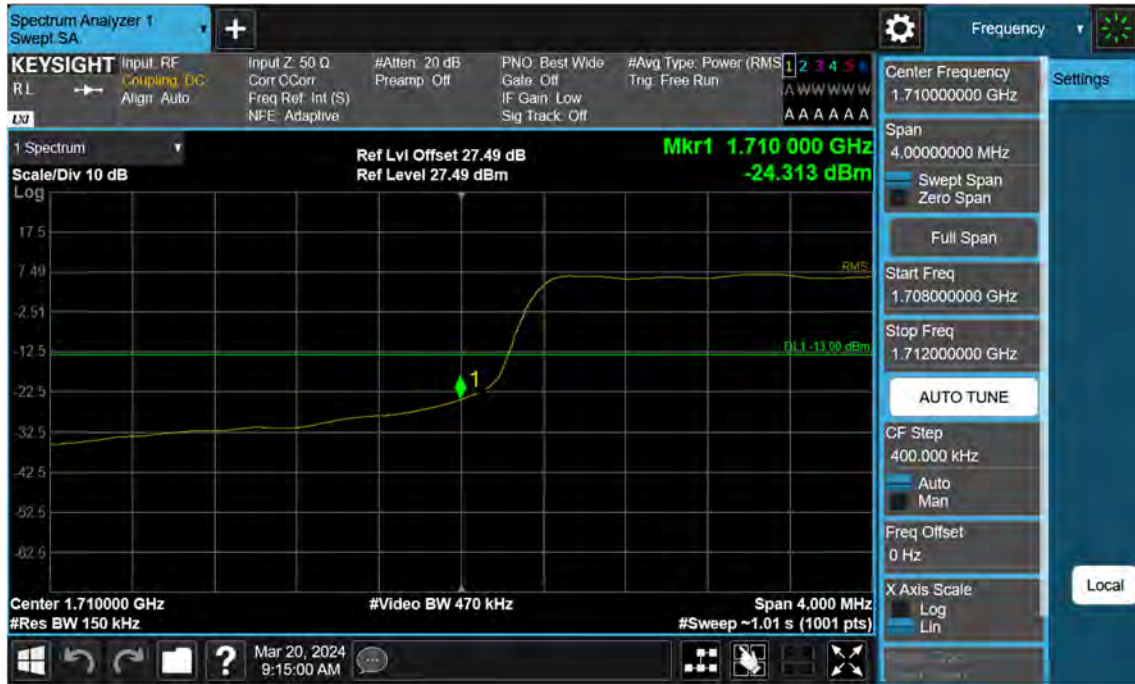 Spectrum Analyzer 1
Swept SA
+
Frequency
KEYSIGHT
RL
LXI
Input: RF
Coupling: DC
Align: Auto
Input Z: 50 Ω
Corr CCorr
Freq Ref: Int (S)
NFE: Adaptive
#Atten: 20 dB
Preamp: Off
PNO: Best Wide
Gate: Off
IF Gain: Low
Sig Track: Off
#Avg Type: Power (RMS
Trig: Free Run
1 2 3 4 5 6
A W W W W W
A A A A A A
1 Spectrum
Scale/Div 10 dB
Ref Lvl Offset 27.49 dB
Ref Level 27.49 dBm
Mkr1 1.710 000 GHz
-24.313 dBm
Log
17.5
7.49
-2.51
-12.5
-22.5
-32.5
-42.5
-52.5
-62.5
RMS
DL1 -13.00 dBm
1
Center 1.710000 GHz
#Res BW 150 kHz
#Video BW 470 kHz
Span 4.000 MHz
#Sweep ~1.01 s (1001 pts)
Center Frequency
1.710000000 GHz
Settings
Span
4.00000000 MHz
Swept Span
Zero Span
Full Span
Start Freq
1.708000000 GHz
Stop Freq
1.712000000 GHz
AUTO TUNE
CF Step
400.000 kHz
Auto
Man
Freq Offset
0 Hz
X Axis Scale
Log
Lin
Local
?
Mar 20, 2024
9:15:00 AM